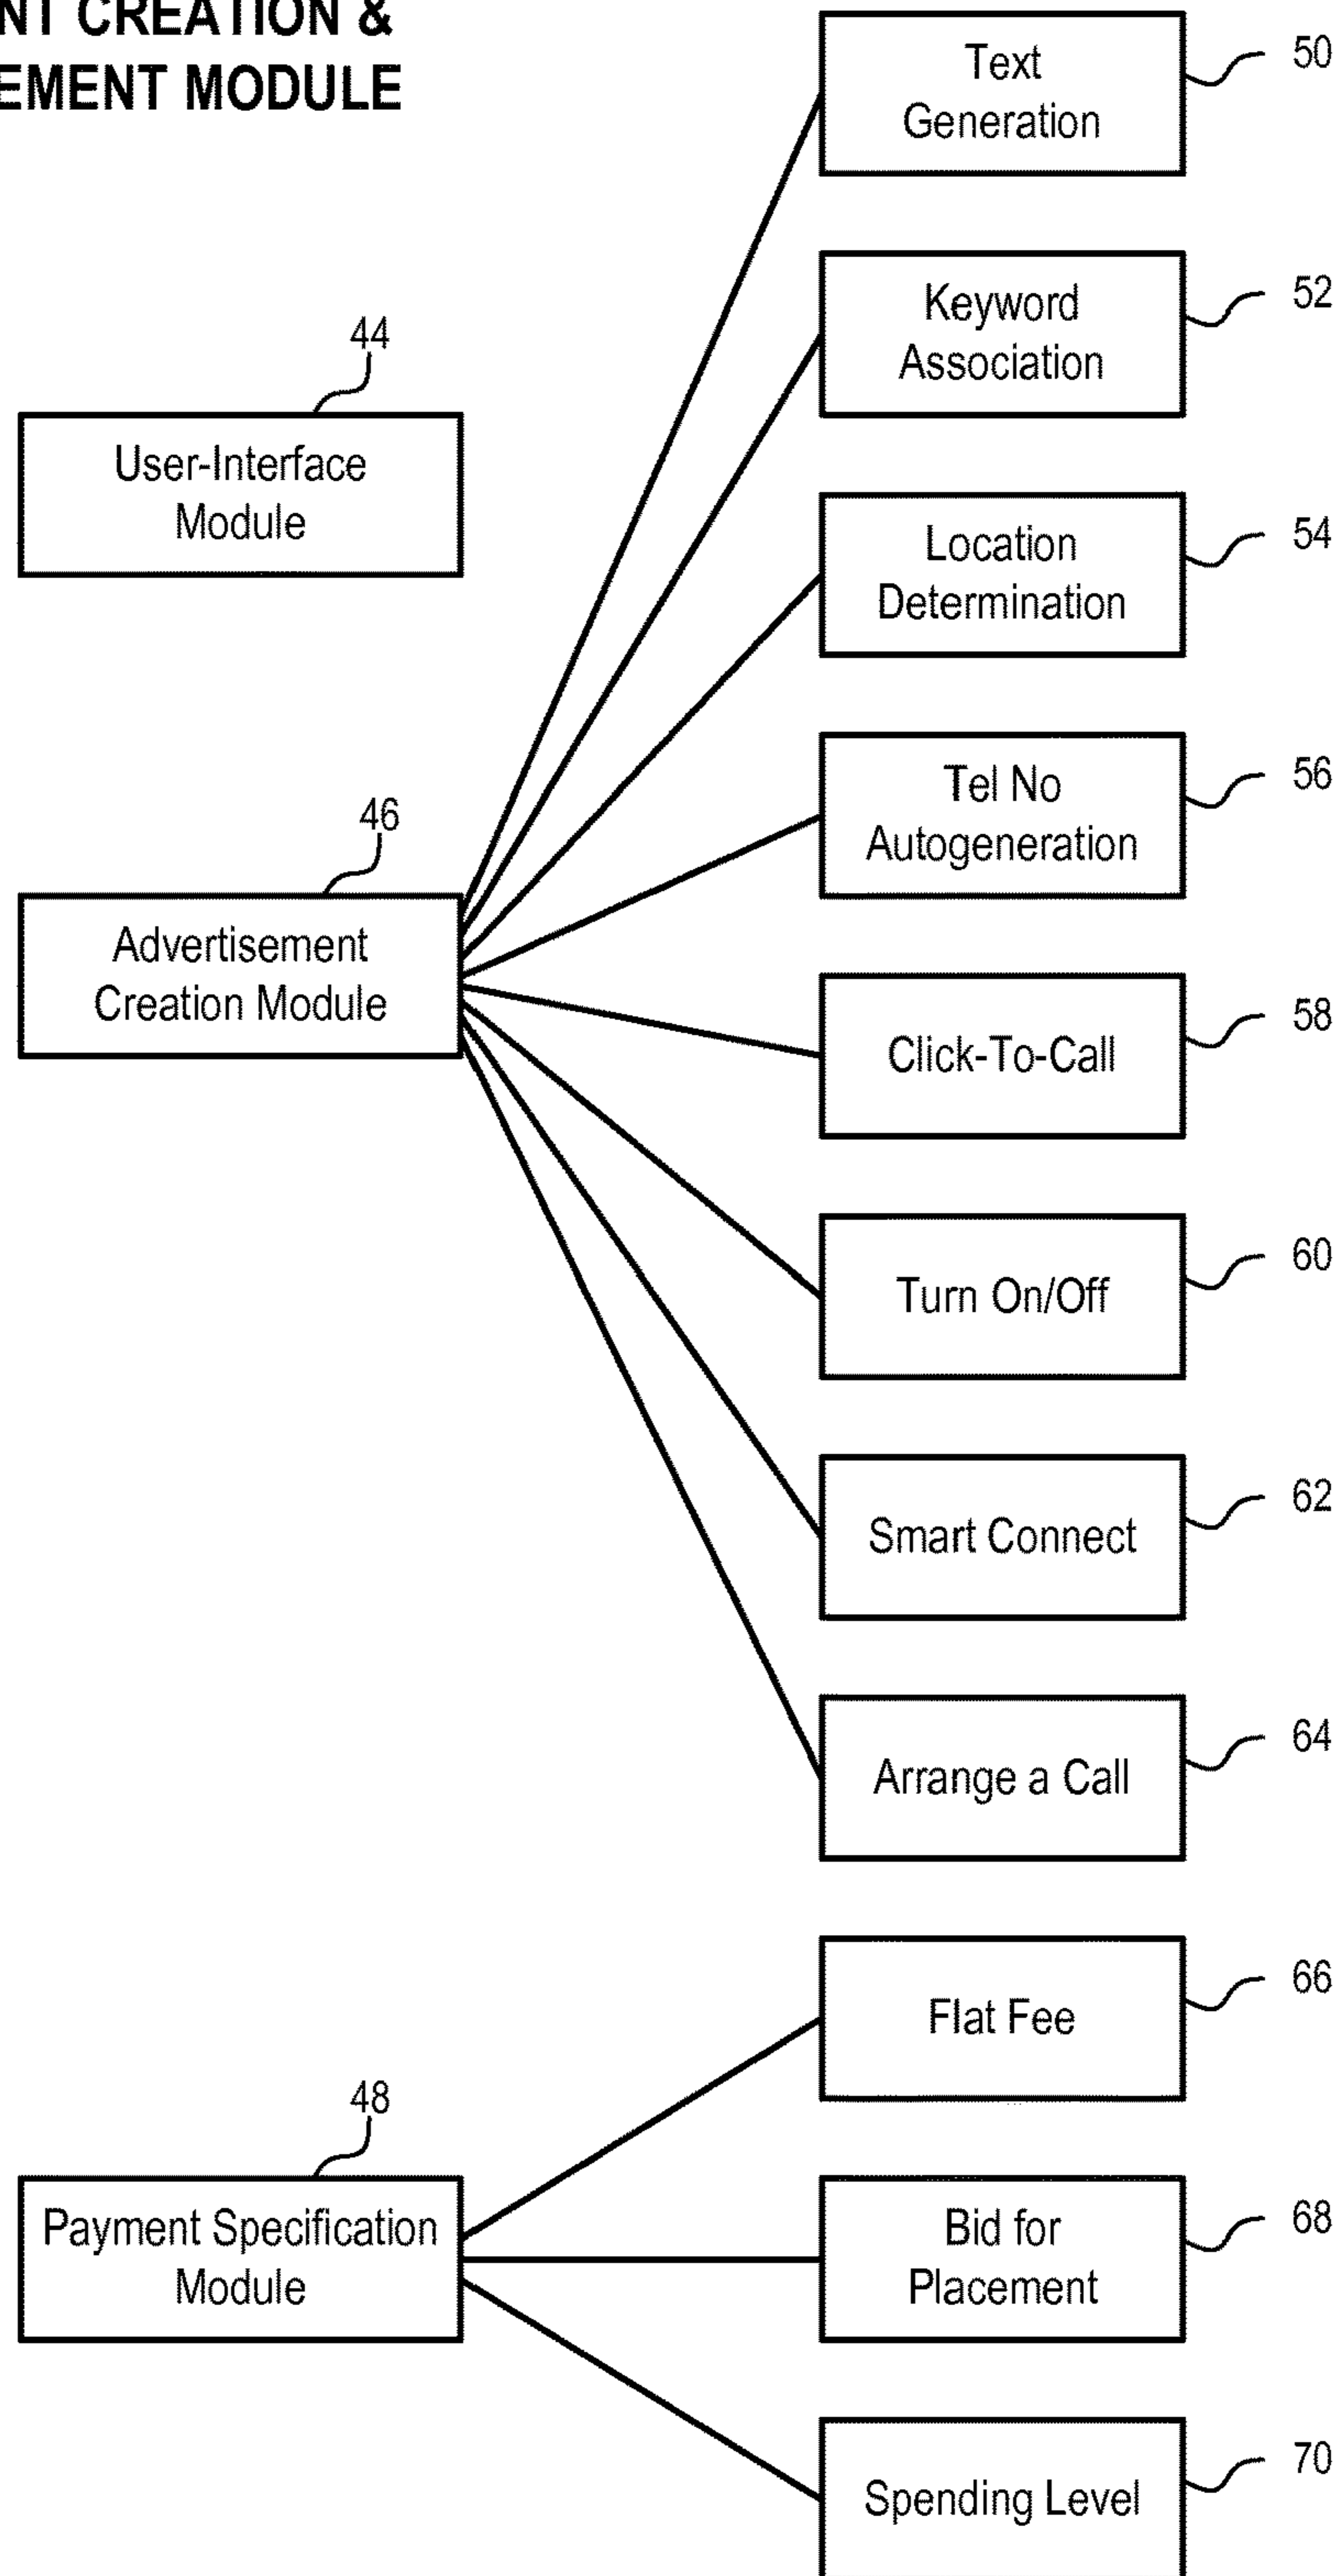 NT CREATION &
EMENT MODULE
Text
Generation
50
Keyword
Association
52
44
User-Interface
Module
Location
Determination
54
Tel No
Autogeneration
56
46
Advertisement
Creation Module
Click-To-Call
58
Turn On/Off
60
Smart Connect
62
Arrange a Call
64
Flat Fee
66
48
Payment Specification
Module
Bid for
Placement
68
Spending Level
70